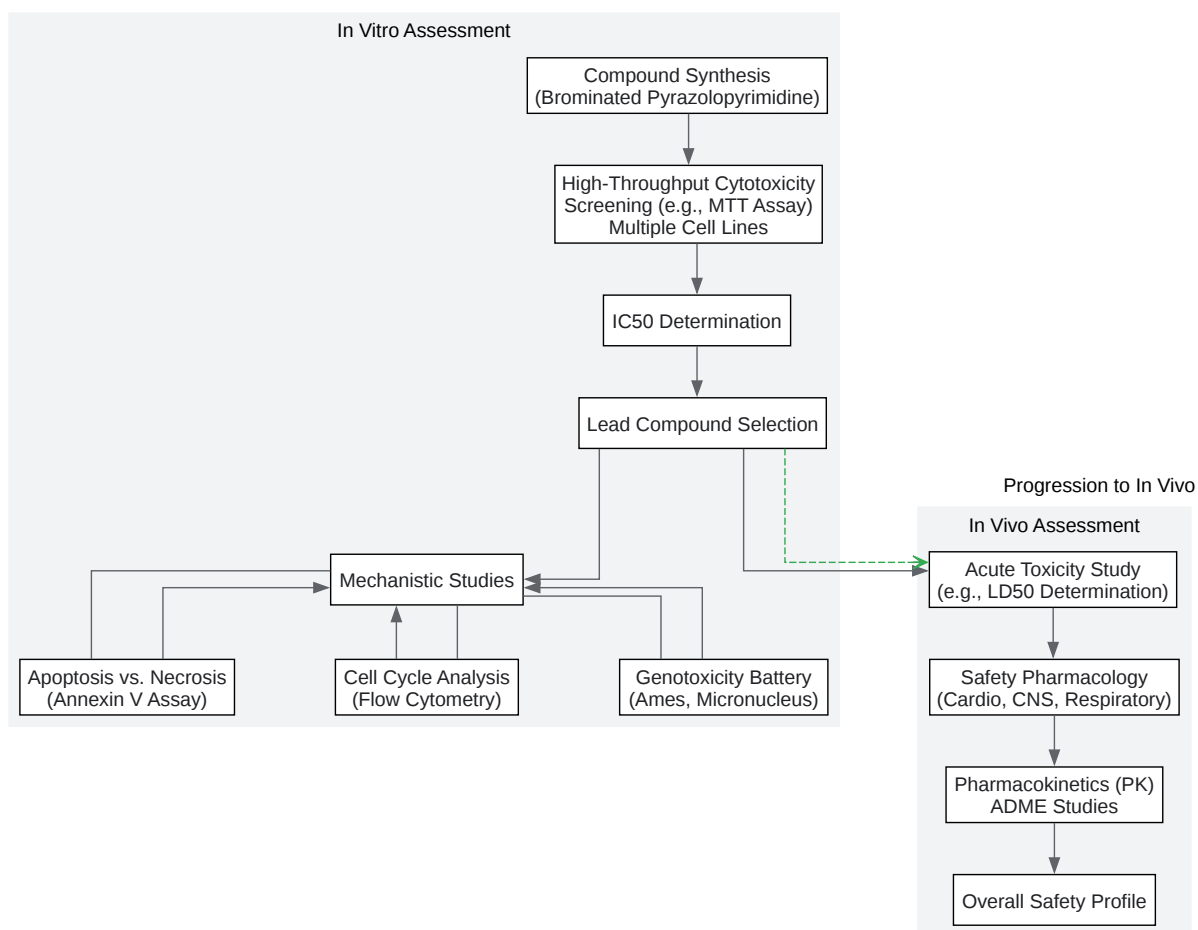 In Vitro Assessment
Compound Synthesis
(Brominated Pyrazolopyrimidine)
High-Throughput Cytotoxicity
Screening (e.g., MTT Assay)
Multiple Cell Lines
IC50 Determination
Lead Compound Selection
Progression to In Vivo
In Vivo Assessment
Mechanistic Studies
Acute Toxicity Study
(e.g., LD50 Determination)
Apoptosis vs. Necrosis
(Annexin V Assay)
Cell Cycle Analysis
(Flow Cytometry)
Genotoxicity Battery
(Ames, Micronucleus)
Safety Pharmacology
(Cardio, CNS, Respiratory)
Pharmacokinetics (PK)
ADME Studies
Overall Safety Profile